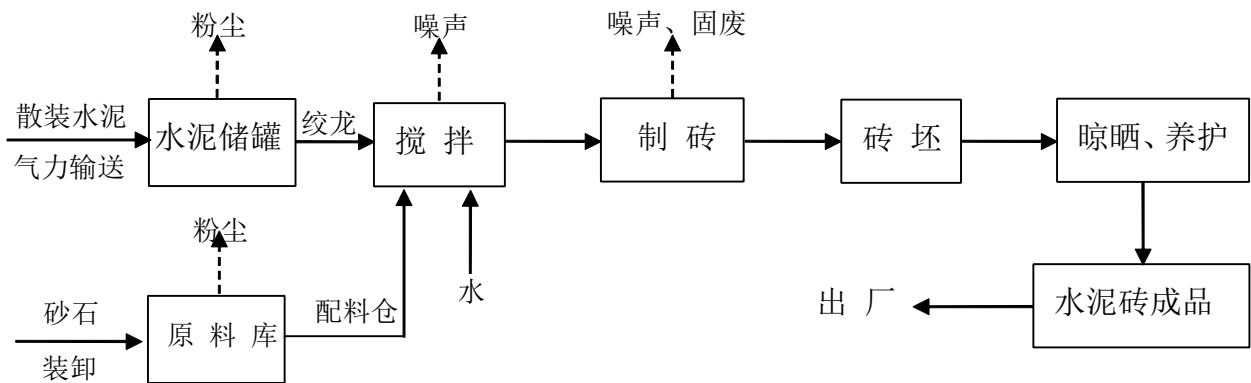 粉尘
噪声
噪声、固废
散装水泥
气力输送
水泥储罐
绞龙
搅 拌
制 砖
砖 坯
晾晒、养护
粉尘
砂石
装卸
原 料 库
配料仓
水
出 厂
水泥砖成品